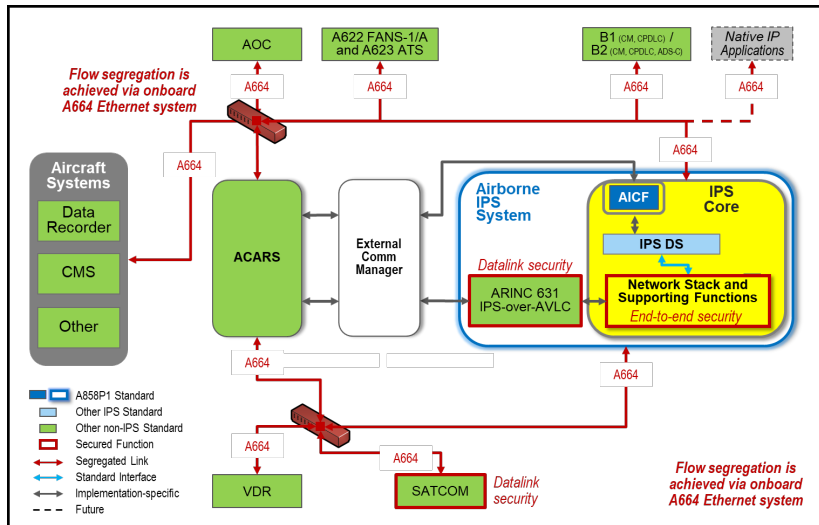 AOC
A622 FANS-1/A
and A623 ATS
B1 (CM, CPDLC) /
B2 (CM, CPDLC, ADS-C)
Native IP
Applications
Flow segregation is
achieved via onboard
A664 Ethernet system
A664
A664
A664
A664
A664
A664
Aircraft
Systems
Data
Recorder
CMS
Other
ACARS
External
Comm
Manager
Airborne
IPS
System
AICF
IPS
Core
IPS DS
Datalink security
ARINC 631
IPS-over-AVLC
Network Stack and
Supporting Functions
End-to-end security
A664
A664
A664
A664
VDR
SATCOM
Datalink
security
A858P1 Standard
Other IPS Standard
Other non-IPS Standard
Secured Function
Segregated Link
Standard Interface
Implementation-specific
Future
Flow segregation is
achieved via onboard
A664 Ethernet system